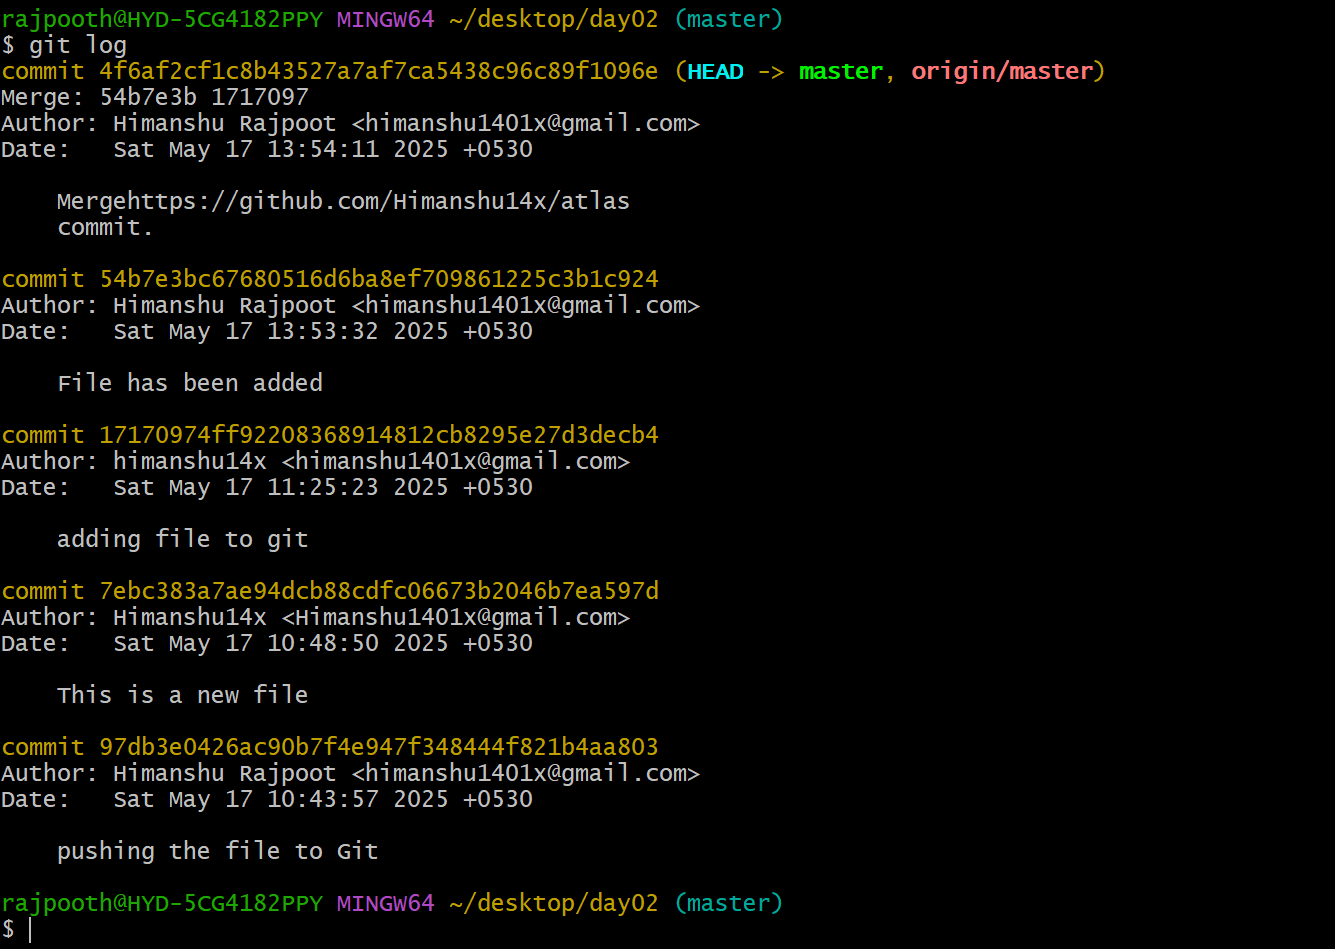 rajpooth@HYD-5CG4182PPY MINGW64 ~/desktop/day02 (master)
$ git log
commit 4f6af2cf1c8b43527a7af7ca5438c96c89f1096e (HEAD -> master, origin/master)
Merge: 54b7e3b 1717097
Author: Himanshu Rajpoot <himanshu1401x@gmail.com>
Date:   Sat May 17 13:54:11 2025 +0530

    Mergehttps://github.com/Himanshu14x/atlas
    commit.

commit 54b7e3bc67680516d6ba8ef709861225c3b1c924
Author: Himanshu Rajpoot <himanshu1401x@gmail.com>
Date:   Sat May 17 13:53:32 2025 +0530

    File has been added

commit 17170974ff92208368914812cb8295e27d3decb4
Author: himanshu14x <himanshu1401x@gmail.com>
Date:   Sat May 17 11:25:23 2025 +0530

    adding file to git

commit 7ebc383a7ae94dcb88cdfc06673b2046b7ea597d
Author: Himanshu14x <Himanshu1401x@gmail.com>
Date:   Sat May 17 10:48:50 2025 +0530

    This is a new file

commit 97db3e0426ac90b7f4e947f348444f821b4aa803
Author: Himanshu Rajpoot <himanshu1401x@gmail.com>
Date:   Sat May 17 10:43:57 2025 +0530

    pushing the file to Git

rajpooth@HYD-5CG4182PPY MINGW64 ~/desktop/day02 (master)
$